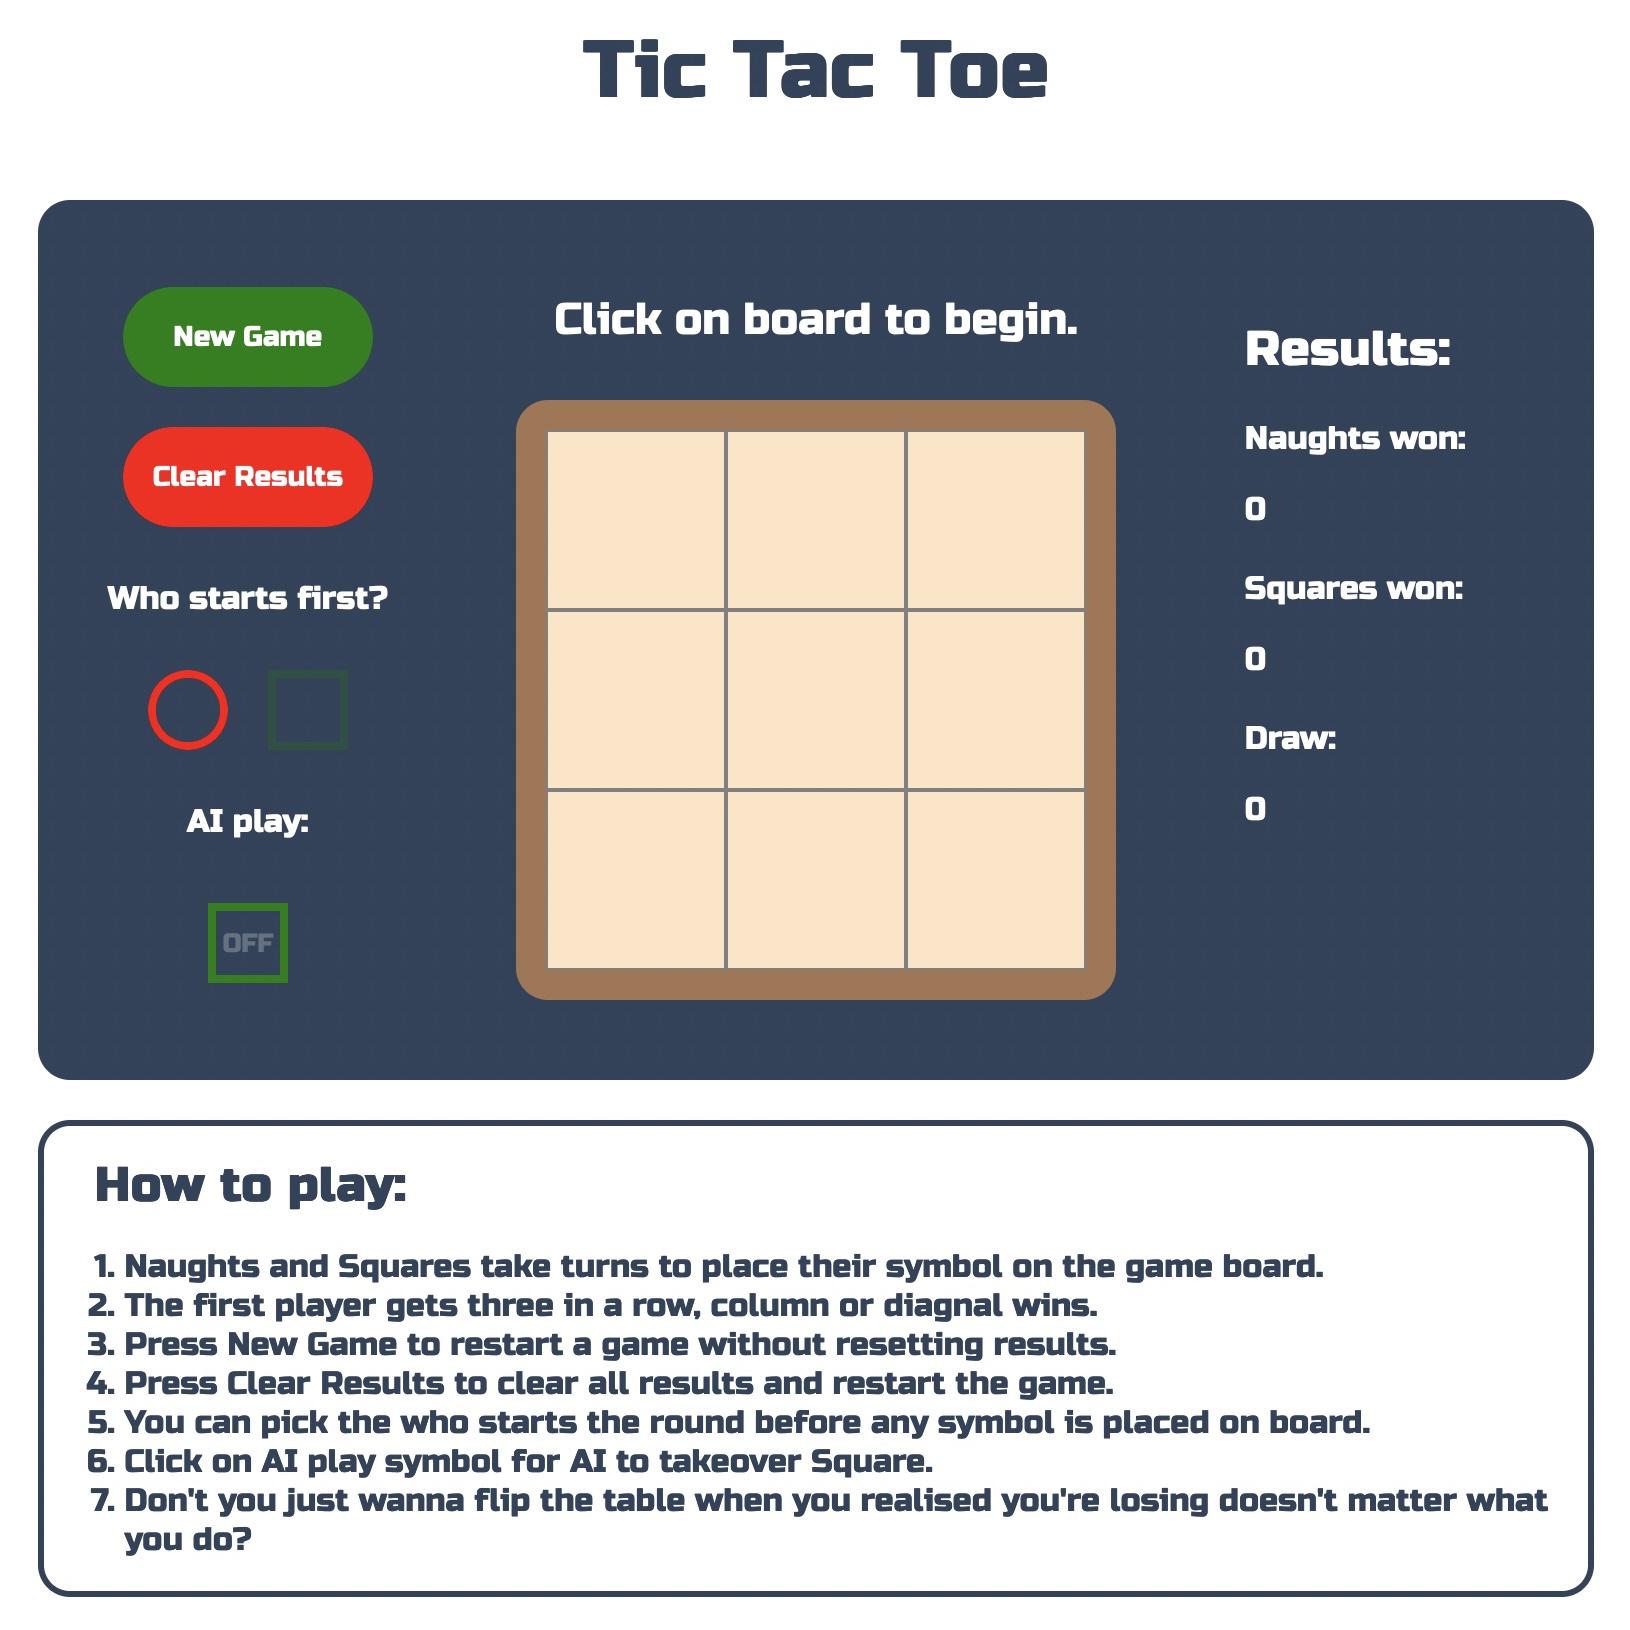 Tic Tac Toe
New Game
Clear Results
Who starts first?
AI play:
OFF
Click on board to begin.
Results:
Naughts won:
0
Squares won:
0
Draw:
0
How to play:
1. Naughts and Squares take turns to place their symbol on the game board.
2. The first player gets three in a row, column or diagnal wins.
3. Press New Game to restart a game without resetting results.
4. Press Clear Results to clear all results and restart the game.
5. You can pick the who starts the round before any symbol is placed on board.
6. Click on AI play symbol for AI to takeover Square.
7. Don't you just wanna flip the table when you realised you're losing doesn't matter what
you do?